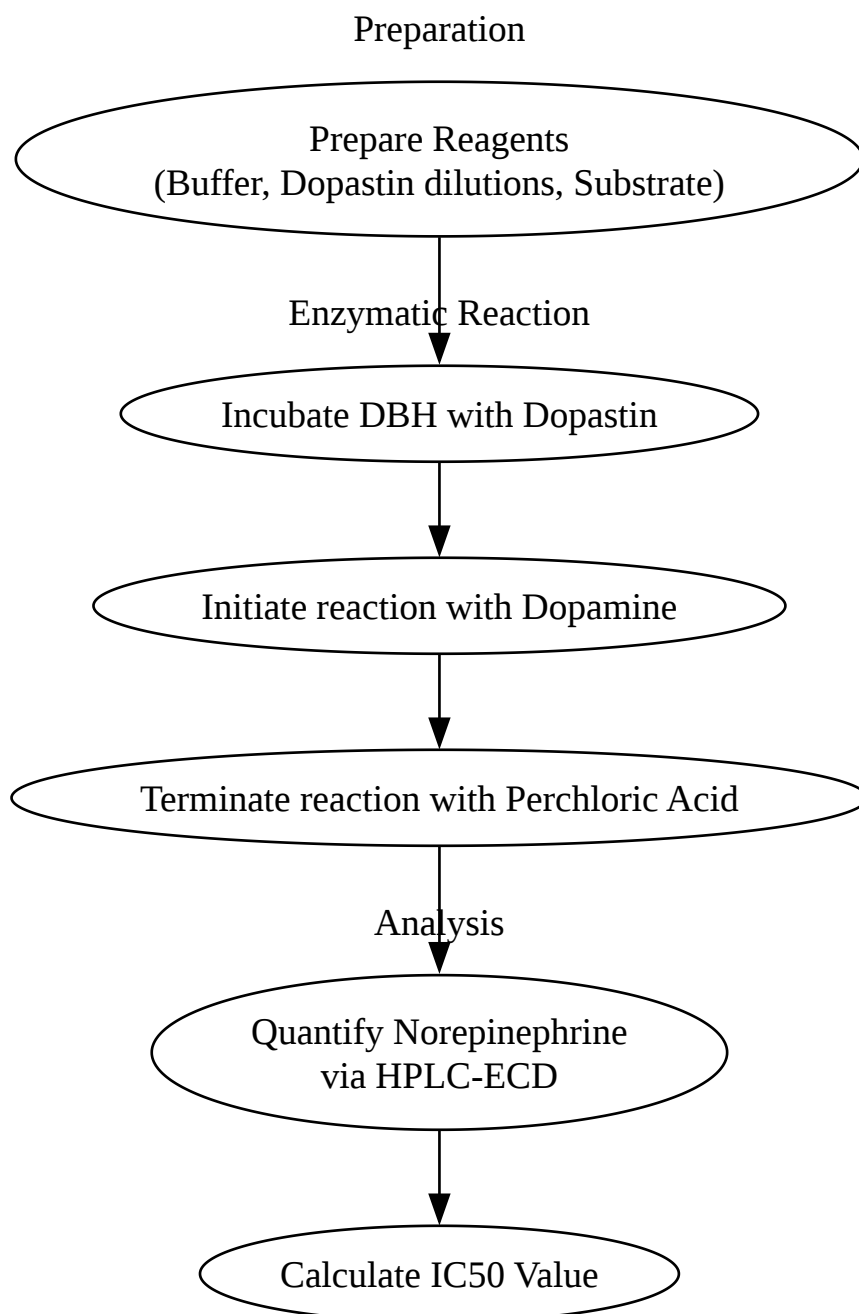 Preparation
Prepare Reagents
(Buffer, Dopastin dilutions, Substrate)
Enzymatic Reaction
Incubate DBH with Dopastin
Initiate reaction with Dopamine
Terminate reaction with Perchloric Acid
Analysis
Quantify Norepinephrine
via HPLC-ECD
Calculate IC50 Value